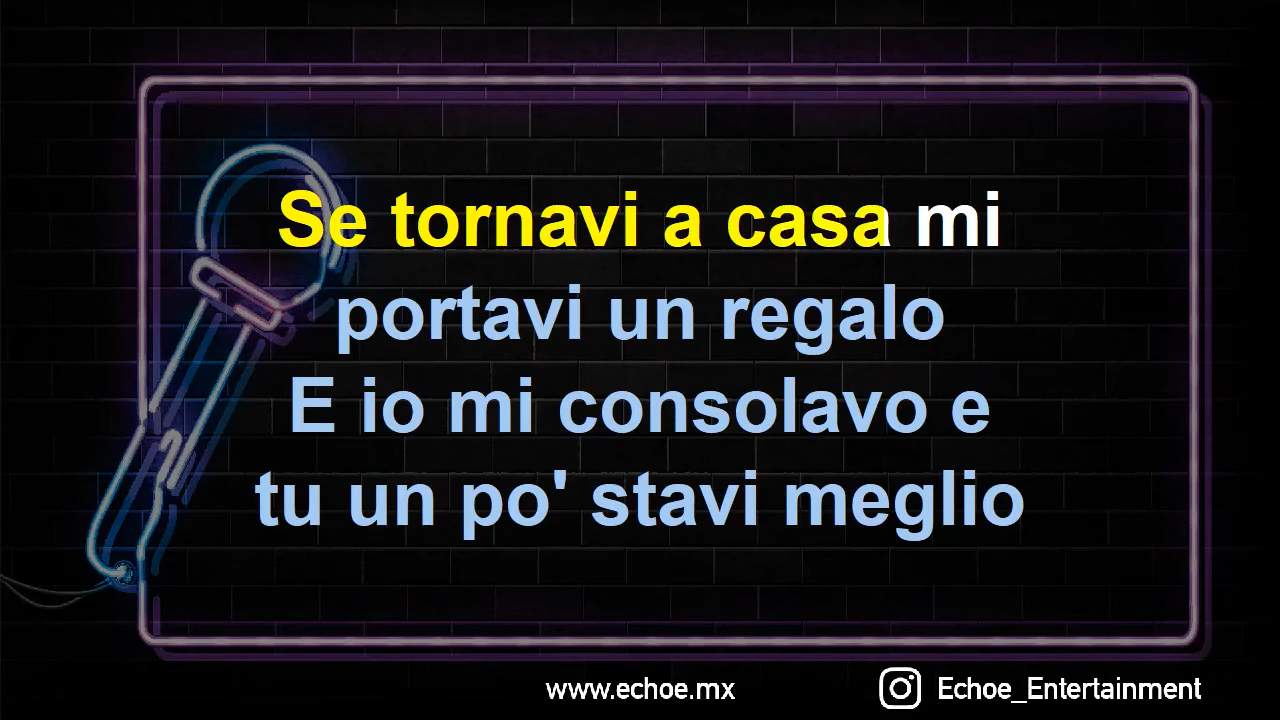 Se tornavi a casa mi
portavi un regalo
E io mi consolavo e
tu un po' stavi meglio
www.echoe.mx
Echoe_Entertainment